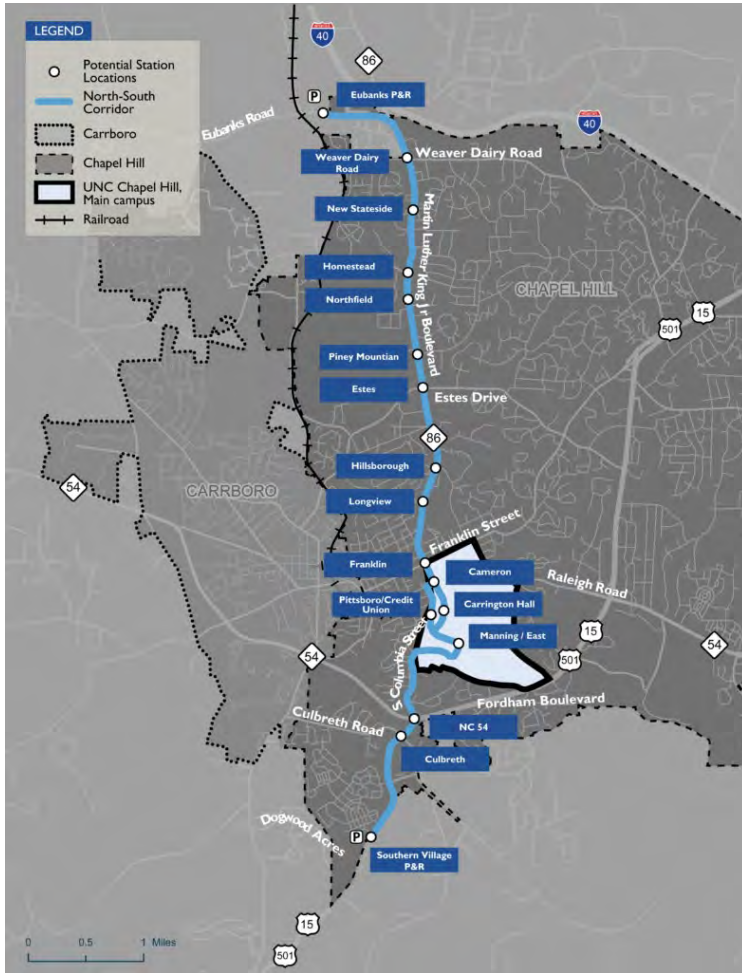 LEGEND
Potential Station
Locations
North-South
Corridor
Carrboro
Chapel Hill
UNC Chapel Hill,
Main campus
Railroad
40
86
P
Eubanks P&R
Eubanks Road
40
Weaver Dairy
Road
Weaver Dairy Road
New Stateside
Martin Luther King Jr Boulevard
Homestead
CHAPEL HILL
Northfield
15
501
Piney Mountian
Estes
Estes Drive
86
Hillsborough
54
CARRBORO
Longview
Franklin Street
Franklin
Cameron
Raleigh Road
Pittsboro/Credit
Union
Carrington Hall
Manning / East
15
54
501
54
S Columbia Street
Fordham Boulevard
Culbreth Road
NC 54
Culbreth
Dogwood Acres
P
Southern Village
P&R
15
501
0 0.5 1 Miles